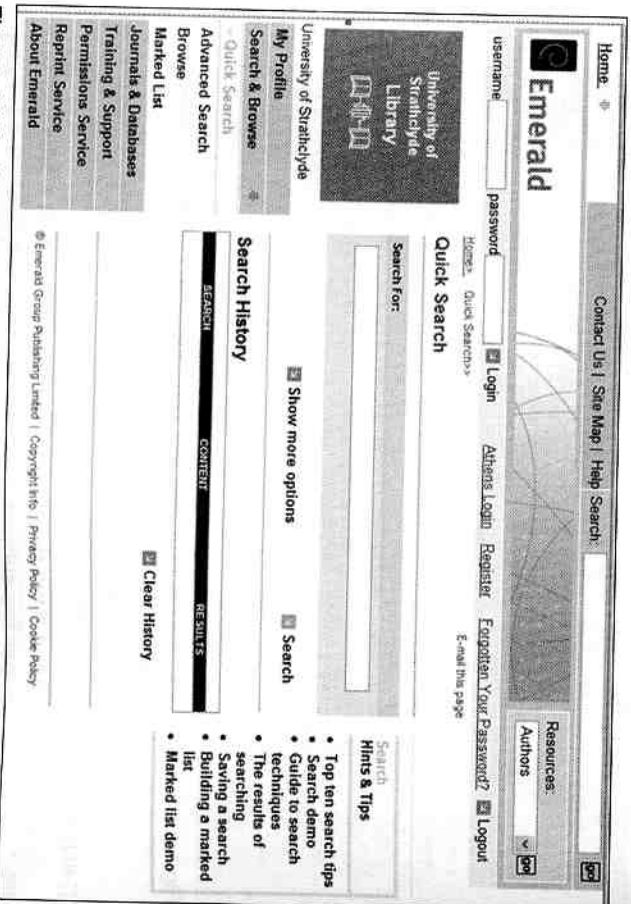 Home
Contact Us | Site Map | Help Search: go
Emerald
Resources:
Authors go
username password Login Athens Login Register Forgotten Your Password? Logout
Home> Quick Search>>
E-mail this page
University of
Strathclyde
Library
University of Strathclyde
My Profile
Search & Browse
- Quick Search
Advanced Search
Browse
Marked List
Journals & Databases
Training & Support
Permissions Service
Reprint Service
About Emerald
Quick Search
Search For:
Show more options Search
Search History
SEARCH CONTENT RESULTS
Clear History
Search
Hints & Tips
• Top ten search tips
• Search demo
• Guide to search
techniques
• The results of
searching
• Saving a search
• Building a marked
list
• Marked list demo
© Emerald Group Publishing Limited | Copyright Info | Privacy Policy | Cookie Policy